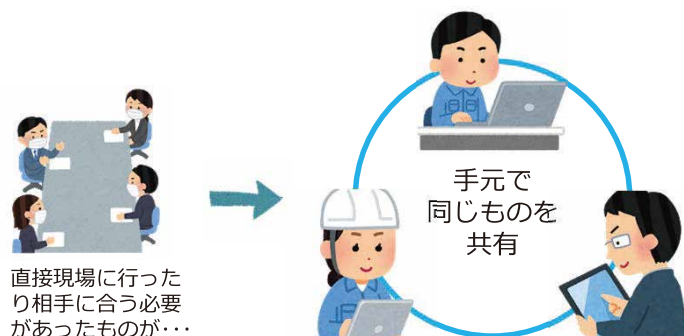 直接現場に行った
り相手に合う必要
があったものが･･･
手元で
同じものを
共有